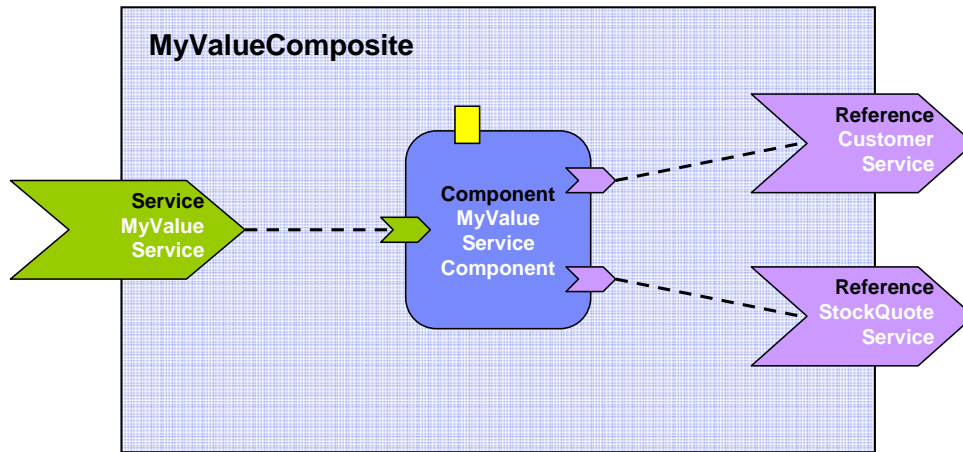 MyValueComposite
Service
MyValue
Service
Component
MyValue
Service
Component
Reference
Customer
Service
Reference
StockQuote
Service